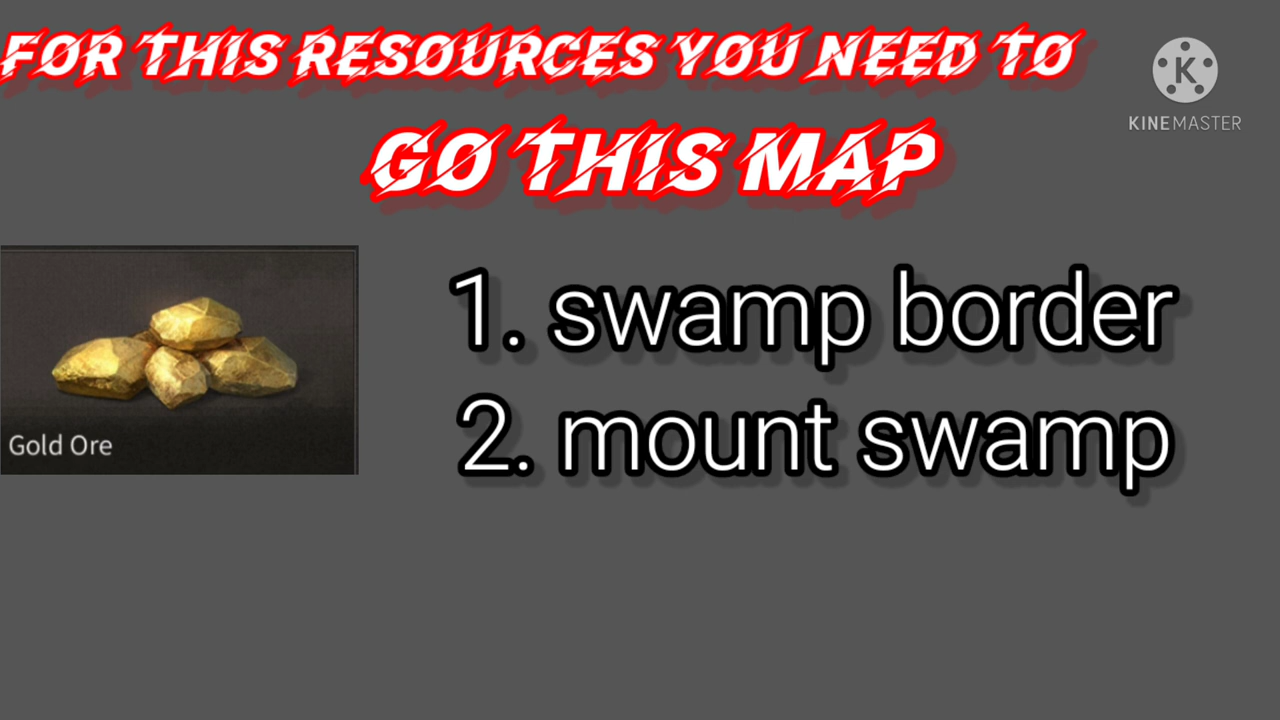 FOR THIS RESOURCES YOU NEED TO
GO THIS MAP
K
KINEMASTER
1. swamp border
2. mount swamp
Gold Ore